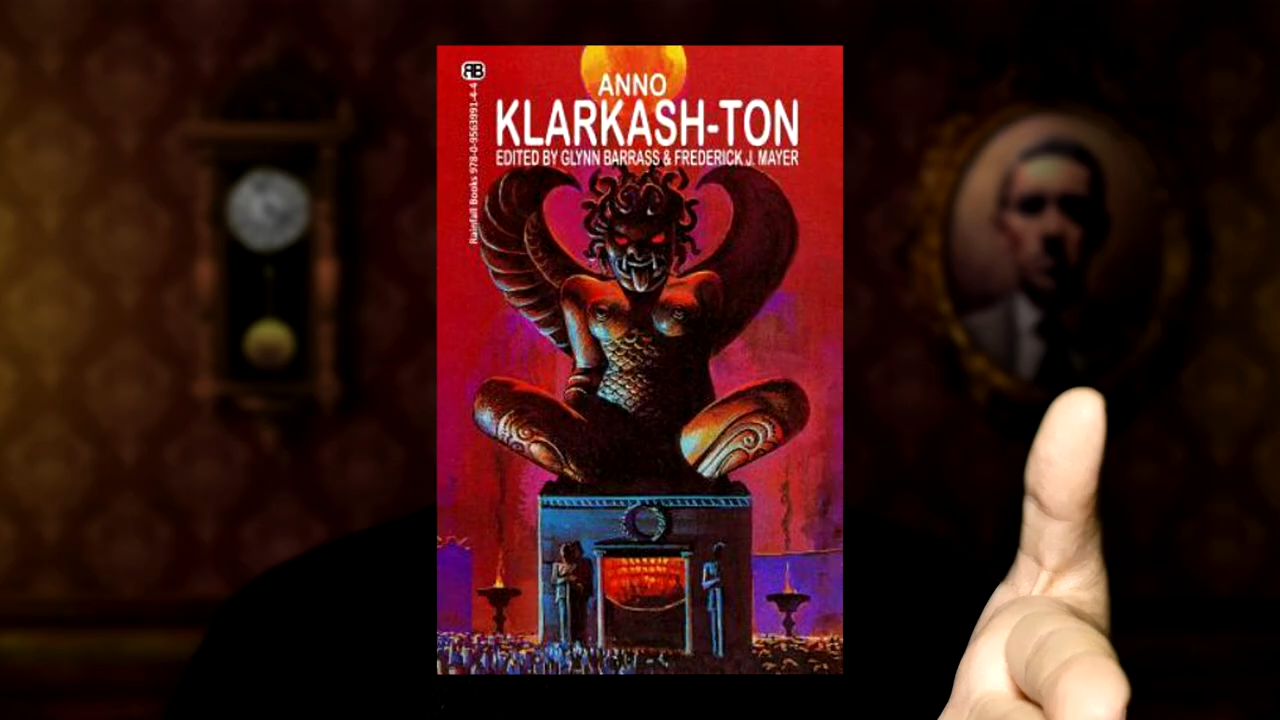 ANNO
KLARKASH-TON
EDITED BY GLYNN BARRASS & FREDERICK J. MAYER
RB
Rainfall Books 978-0-9563991-4-4